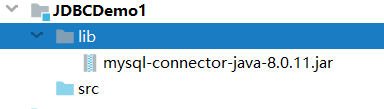 JDBCDemo1
lib
mysql-connector-java-8.0.11.jar
src